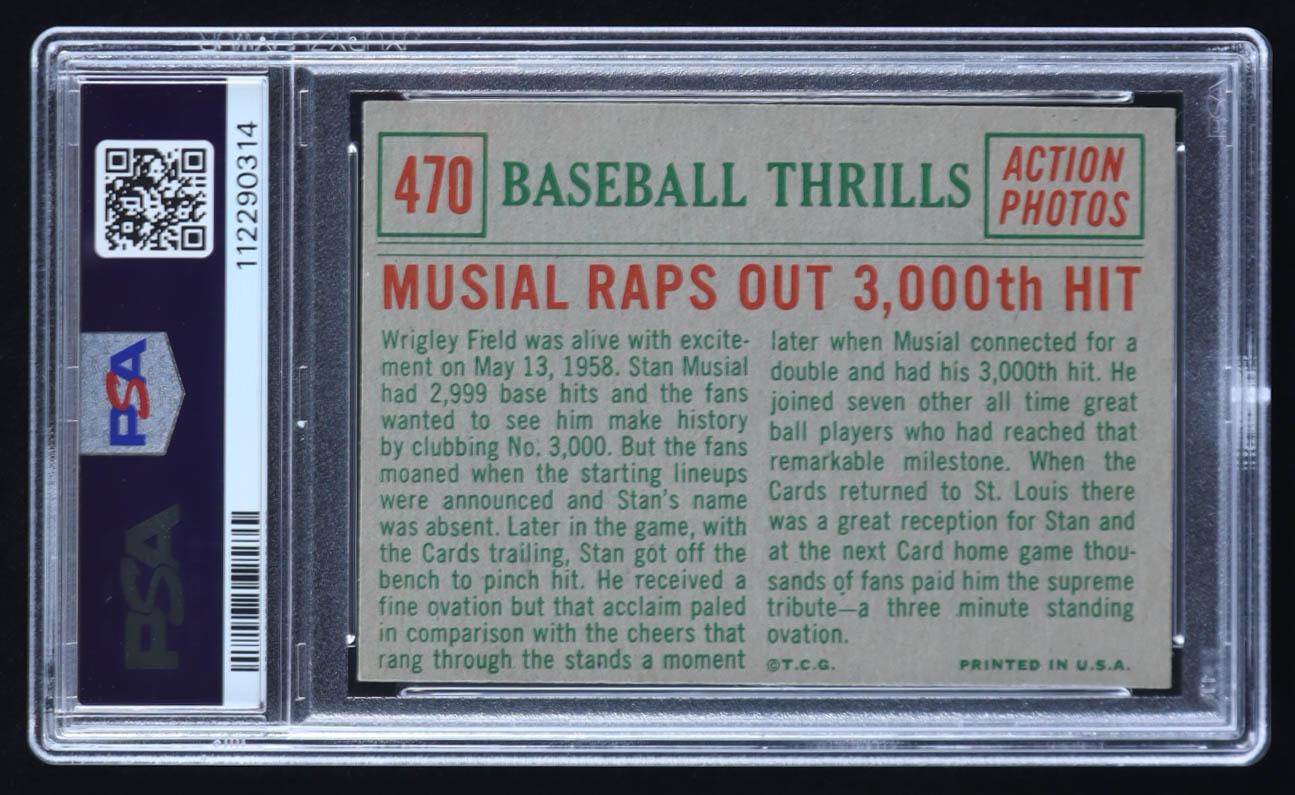 112290314
PSA
PSA
470
BASEBALL THRILLS
ACTION
PHOTOS
MUSIAL RAPS OUT 3,000th HIT
Wrigley Field was alive with excite-
ment on May 13, 1958. Stan Musial
had 2,999 base hits and the fans
wanted to see him make history
by clubbing No. 3,000. But the fans
moaned when the starting lineups
were announced and Stan's name
was absent. Later in the game, with
the Cards trailing, Stan got off the
bench to pinch hit. He received a
fine ovation but that acclaim paled
in comparison with the cheers that
rang through the stands a moment
later when Musial connected for a
double and had his 3,000th hit. He
joined seven other all time great
ball players who had reached that
remarkable milestone. When the
Cards returned to St. Louis there
was a great reception for Stan and
at the next Card home game thou-
sands of fans paid him the supreme
tribute—a three minute standing
ovation.
©T.C.G.
PRINTED IN U.S.A.
PSA